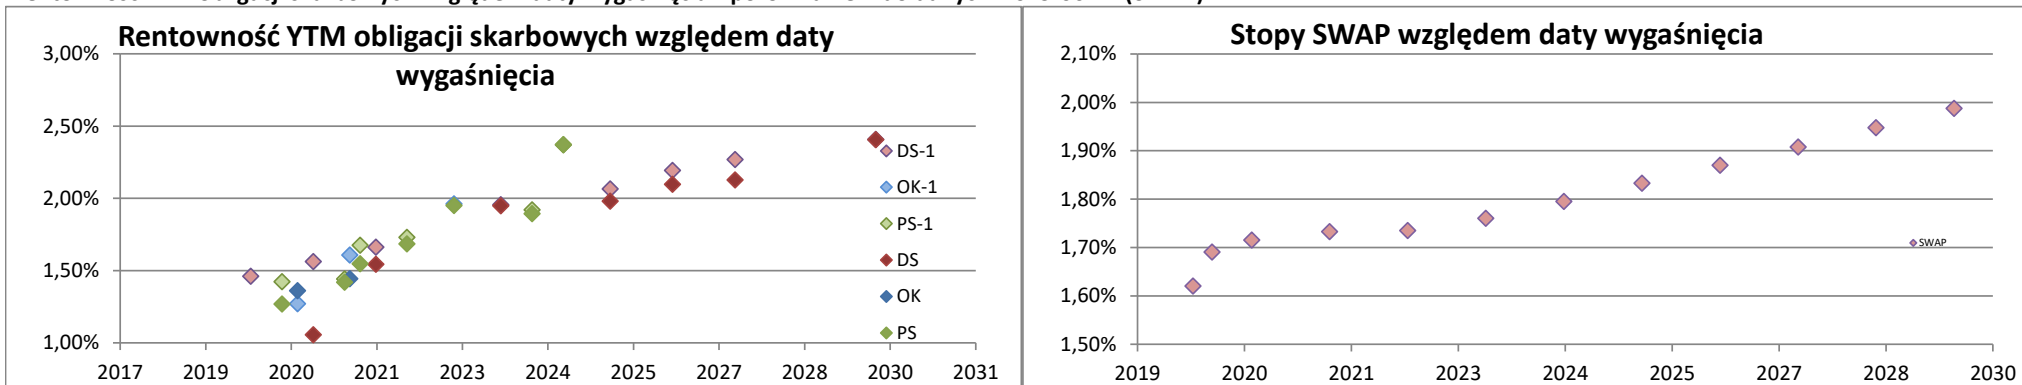 Rentowność YTM obligacji skarbowych względem daty
wygaśnięcia
3,00%
2,50%
2,00%
1,50%
1,00%
2017 2019 2020 2021 2023 2024 2025 2027 2028 2030 2031
DS-1
OK-1
PS-1
DS
OK
PS
Stopy SWAP względem daty wygaśnięcia
2,10%
2,00%
1,90%
1,80%
1,70%
1,60%
1,50%
2019 2020 2021 2023 2024 2025 2027 2028 2030
SWAP